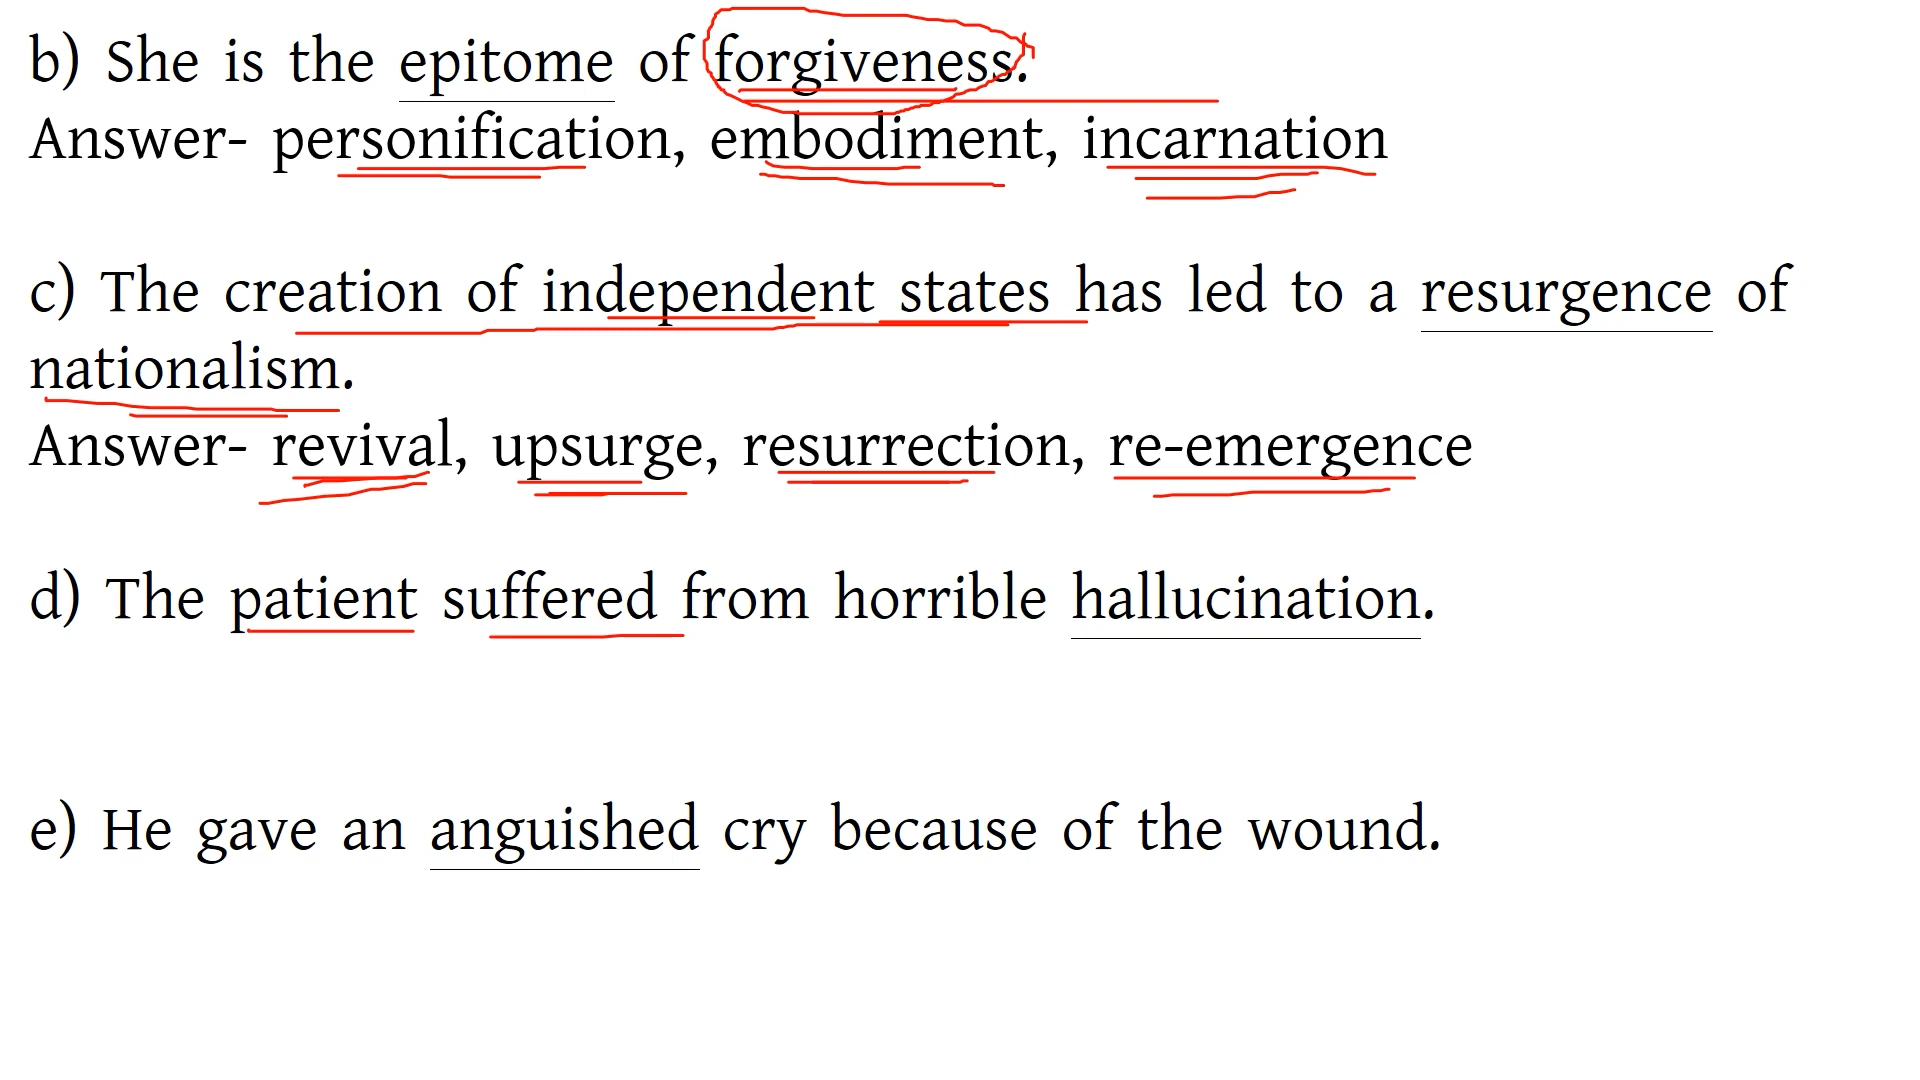 b) She is the epitome of forgiveness.
Answer- personification, embodiment, incarnation
c) The creation of independent states has led to a resurgence of
nationalism.
Answer- revival, upsurge, resurrection, re-emergence
d) The patient suffered from horrible hallucination.
e) He gave an anguished cry because of the wound.